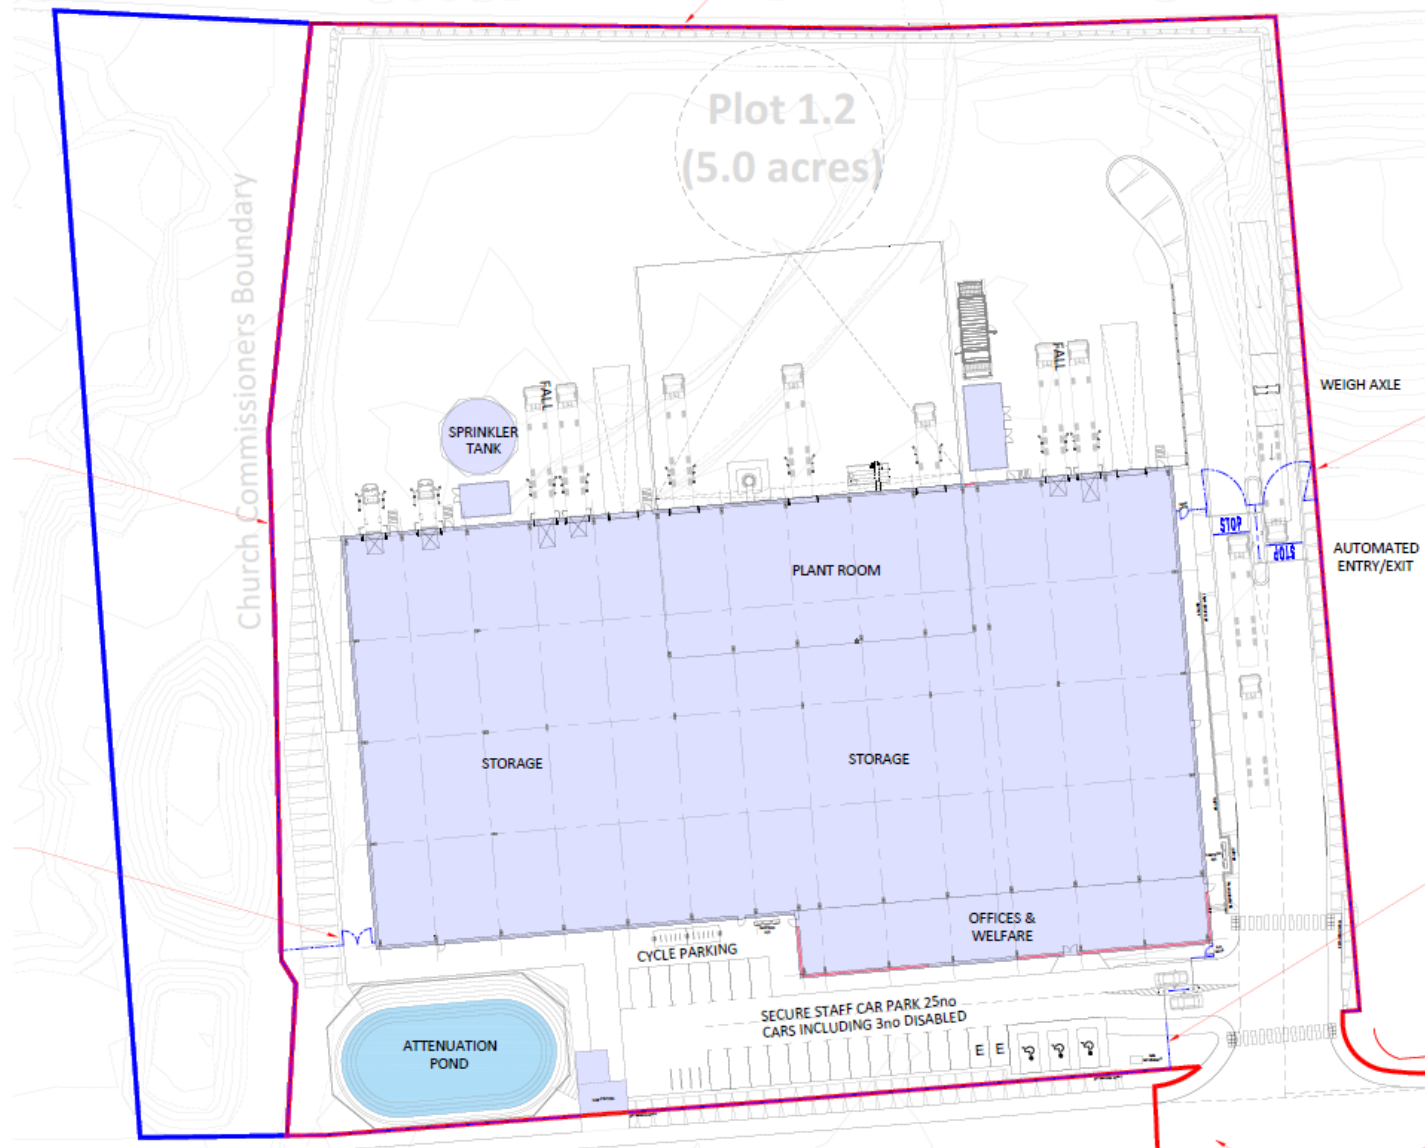 Plot 1.2
(5.0 acres)
Church Commissioners Boundary
WEIGH AXLE
FALL
FALL
SPRINKLER
TANK
STOP
STOP
AUTOMATED
ENTRY/EXIT
PLANT ROOM
STORAGE
STORAGE
OFFICES &
WELFARE
CYCLE PARKING
SECURE STAFF CAR PARK 25no
CARS INCLUDING 3no DISABLED
ATTENUATION
POND
E E